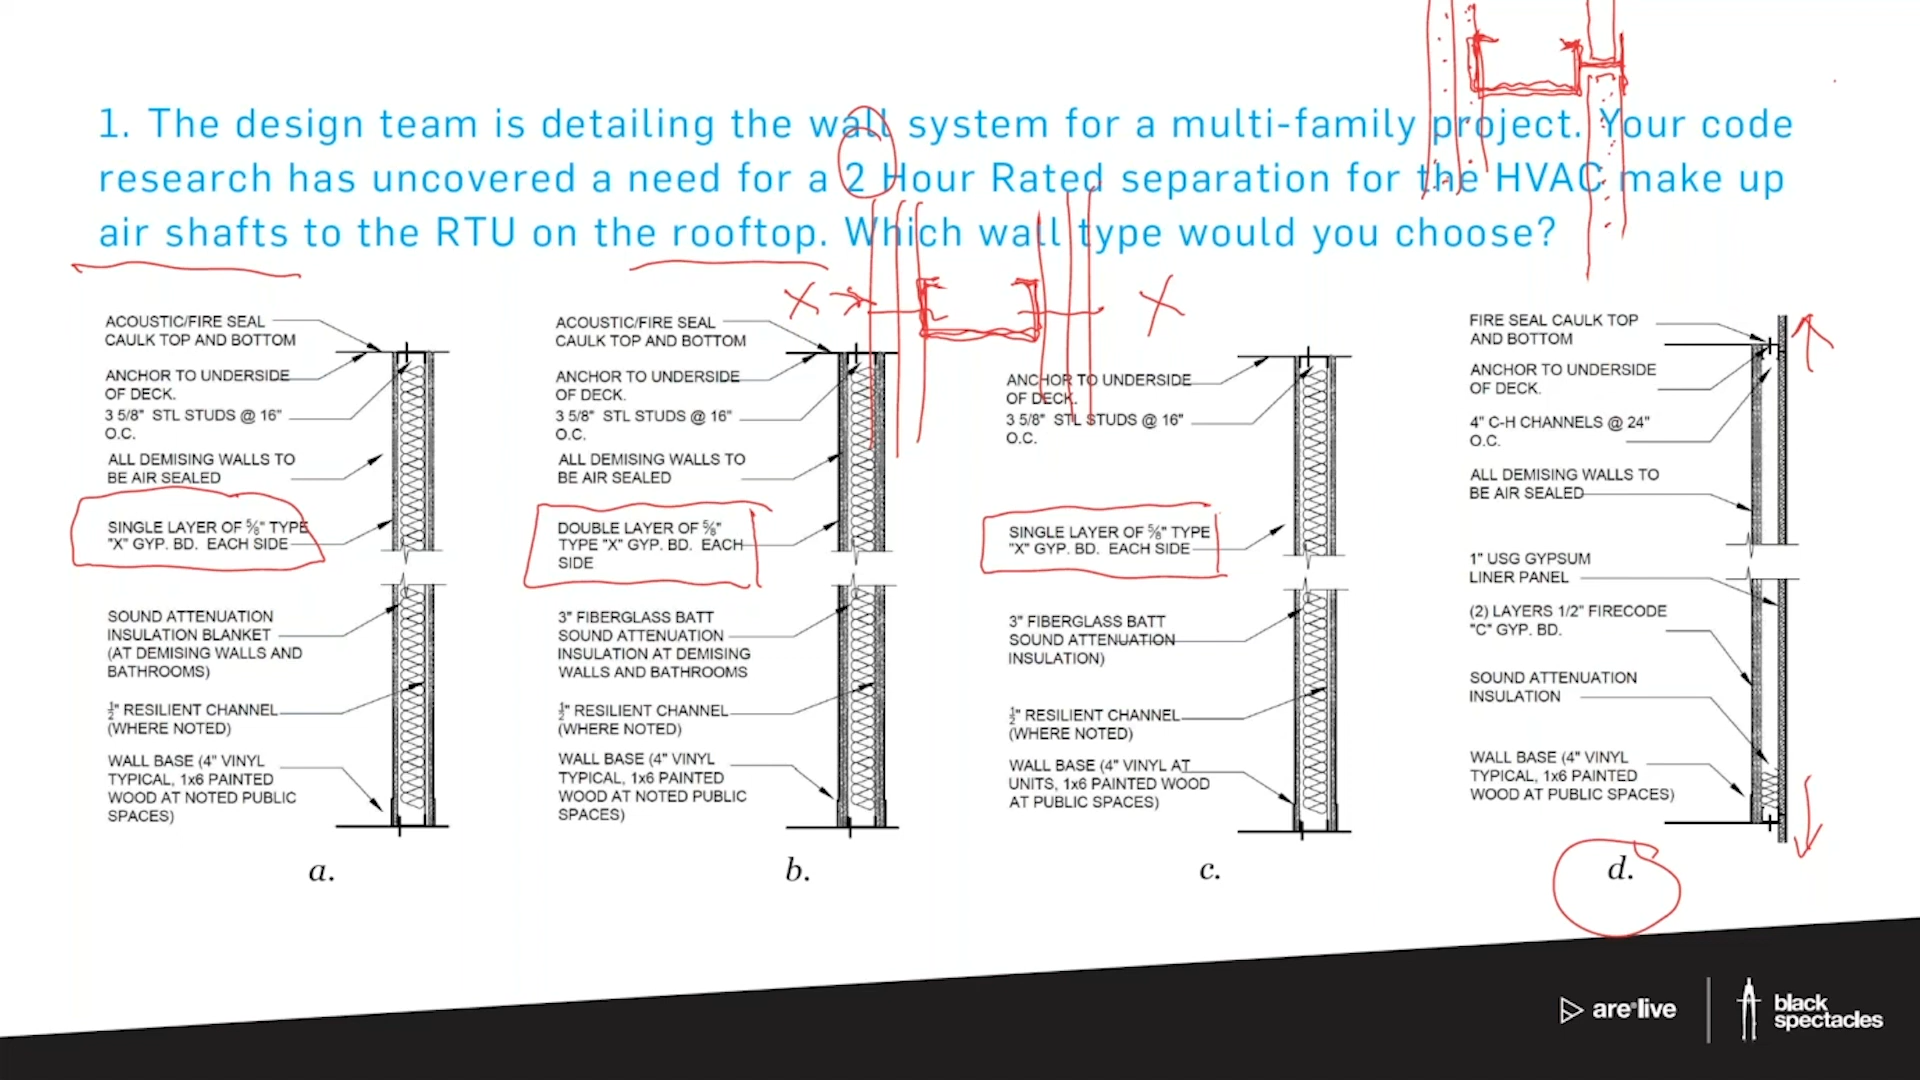 1. The design team is detailing the wall system for a multi-family project. Your code
research has uncovered a need for a 2 Hour Rated separation for the HVAC make up
air shafts to the RTU on the rooftop. Which wall type would you choose?
X
X
ACOUSTIC/FIRE SEAL
CAULK TOP AND BOTTOM
ANCHOR TO UNDERSIDE
OF DECK.
3 5/8" STL STUDS @ 16"
O.C.
ALL DEMISING WALLS TO
BE AIR SEALED
SINGLE LAYER OF ⅝" TYPE
"X" GYP. BD. EACH SIDE
SOUND ATTENUATION
INSULATION BLANKET
(AT DEMISING WALLS AND
BATHROOMS)
½" RESILIENT CHANNEL
(WHERE NOTED)
WALL BASE (4" VINYL
TYPICAL, 1x6 PAINTED
WOOD AT NOTED PUBLIC
SPACES)
a.
ACOUSTIC/FIRE SEAL
CAULK TOP AND BOTTOM
ANCHOR TO UNDERSIDE
OF DECK.
3 5/8" STL STUDS @ 16"
O.C.
ALL DEMISING WALLS TO
BE AIR SEALED
DOUBLE LAYER OF ⅝"
TYPE "X" GYP. BD. EACH
SIDE
3" FIBERGLASS BATT
SOUND ATTENUATION
INSULATION AT DEMISING
WALLS AND BATHROOMS
½" RESILIENT CHANNEL
(WHERE NOTED)
WALL BASE (4" VINYL
TYPICAL, 1x6 PAINTED
WOOD AT NOTED PUBLIC
SPACES)
b.
ANCHOR TO UNDERSIDE
OF DECK.
3 5/8" STL STUDS @ 16"
O.C.
SINGLE LAYER OF ⅝" TYPE
"X" GYP. BD. EACH SIDE
3" FIBERGLASS BATT
SOUND ATTENUATION
INSULATION)
½" RESILIENT CHANNEL
(WHERE NOTED)
WALL BASE (4" VINYL AT
UNITS, 1x6 PAINTED WOOD
AT PUBLIC SPACES)
c.
FIRE SEAL CAULK TOP
AND BOTTOM
ANCHOR TO UNDERSIDE
OF DECK.
4" C-H CHANNELS @ 24"
O.C.
ALL DEMISING WALLS TO
BE AIR SEALED
1" USG GYPSUM
LINER PANEL
(2) LAYERS 1/2" FIRECODE
"C" GYP. BD.
SOUND ATTENUATION
INSULATION
WALL BASE (4" VINYL
TYPICAL, 1x6 PAINTED
WOOD AT PUBLIC SPACES)
d.
are live
black
spectacles